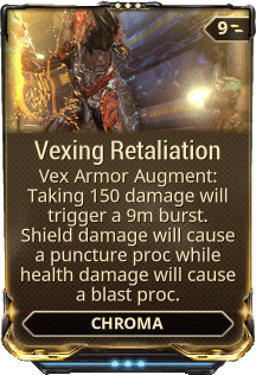 9
Vexing Retaliation
Vex Armor Augment:
Taking 150 damage will
trigger a 9m burst.
Shield damage will cause
a puncture proc while
health damage will cause
a blast proc.
CHROMA